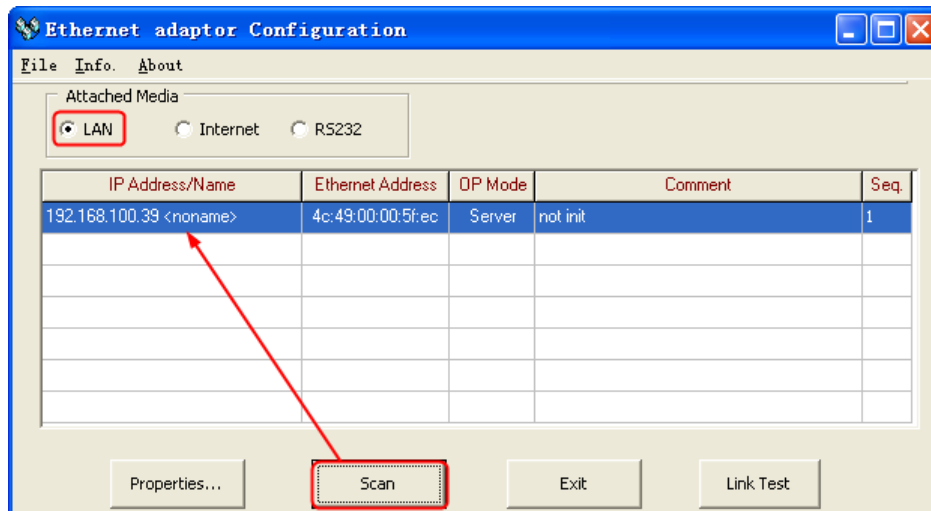 Ethernet adaptor Configuration
File Info. About
Attached Media
LAN Internet RS232
IP Address/Name Ethernet Address OP Mode Comment Seq.
192.168.100.39 <noname> 4c:49:00:00:5f:ec Server not init 1
Properties... Scan Exit Link Test